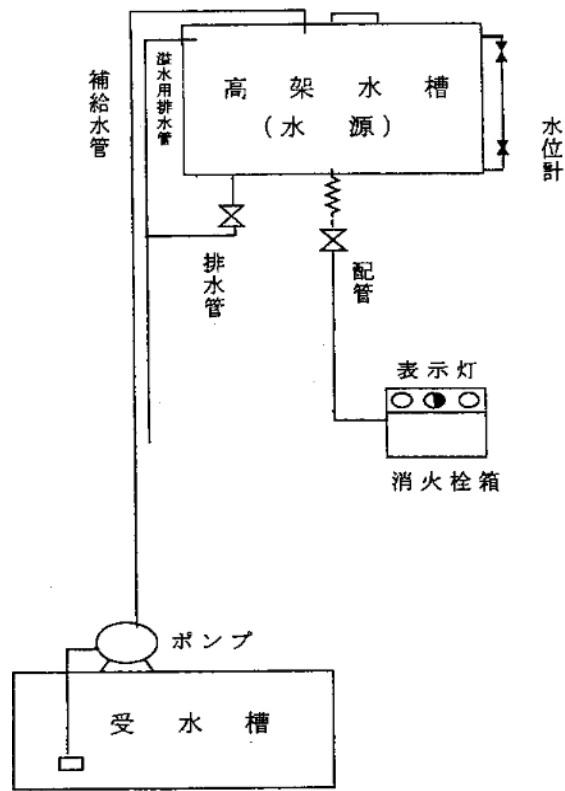 補給水管
溢水用排水管
高架水槽
（水源）
水位計
排水管
配管
表示灯
消火栓箱
ポンプ
受水槽